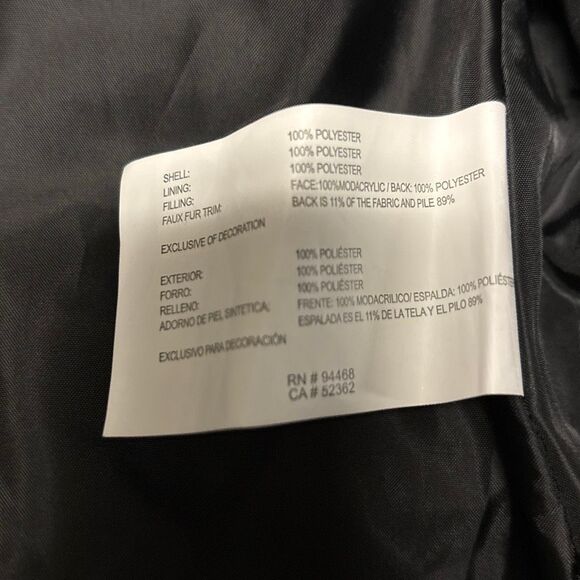 SHELL: 100% POLYESTER
LINING: 100% POLYESTER
FILLING: 100% POLYESTER
FAUX FUR TRIM: FACE:100%MODACRYLIC / BACK: 100% POLYESTER
BACK IS 11% OF THE FABRIC AND PILE 89%
EXCLUSIVE OF DECORATION
EXTERIOR: 100% POLIÉSTER
FORRO: 100% POLIÉSTER
RELLENO: 100% POLIÉSTER
ADORNO DE PIEL SINTETICA; FRENTE: 100% MODACRILICO/ ESPALDA: 100% POLIÉSTE
ESPALADA ES EL 11% DE LA TELA Y EL PILO 89%
EXCLUSIVO PARA DECORACIÓN
RN # 94468
CA # 52362